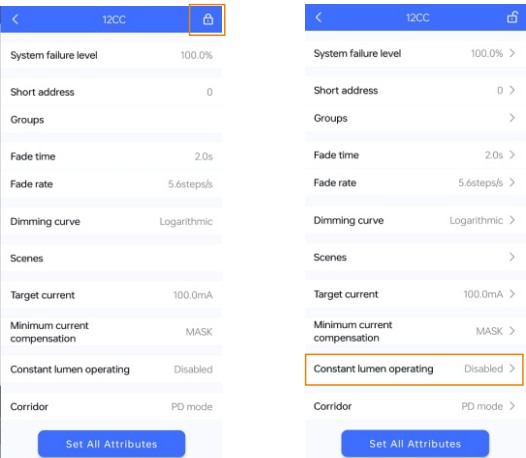 12CC
System failure level 100.0%
Short address 0
Groups
Fade time 2.0s
Fade rate 5.6steps/s
Dimming curve Logarithmic
Scenes
Target current 100.0mA
Minimum current
compensation MASK
Constant lumen operating Disabled
Corridor PD mode
Set All Attributes
12CC
System failure level 100.0%
Short address 0
Groups
Fade time 2.0s
Fade rate 5.6steps/s
Dimming curve Logarithmic
Scenes
Target current 100.0mA
Minimum current
compensation MASK
Constant lumen operating Disabled
Corridor PD mode
Set All Attributes